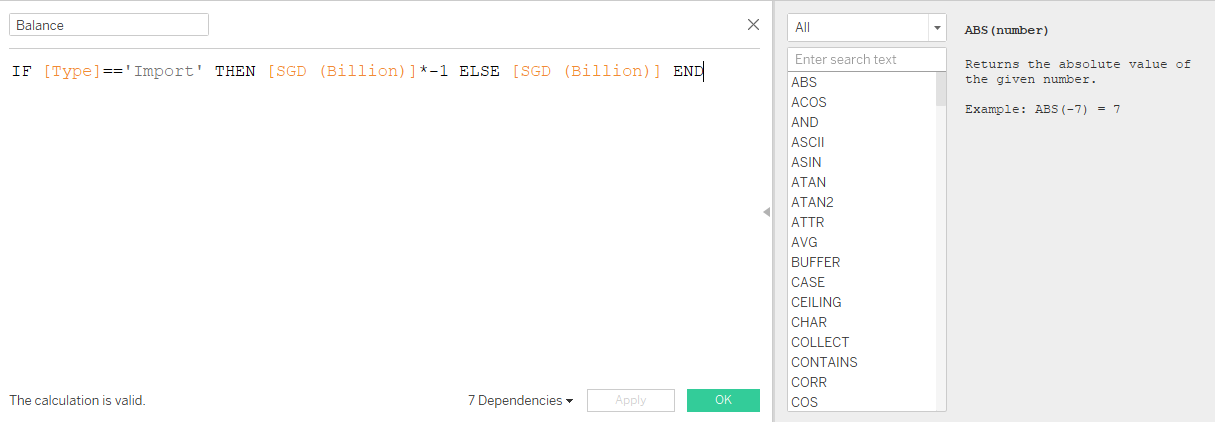 Balance
IF [Type]=='Import' THEN [SGD (Billion)]*-1 ELSE [SGD (Billion)] END
The calculation is valid.
7 Dependencies
Apply
OK
All
Enter search text
ABS
ACOS
AND
ASCII
ASIN
ATAN
ATAN2
ATTR
AVG
BUFFER
CASE
CEILING
CHAR
COLLECT
CONTAINS
CORR
COS
ABS(number)
Returns the absolute value of
the given number.
Example: ABS(-7) = 7